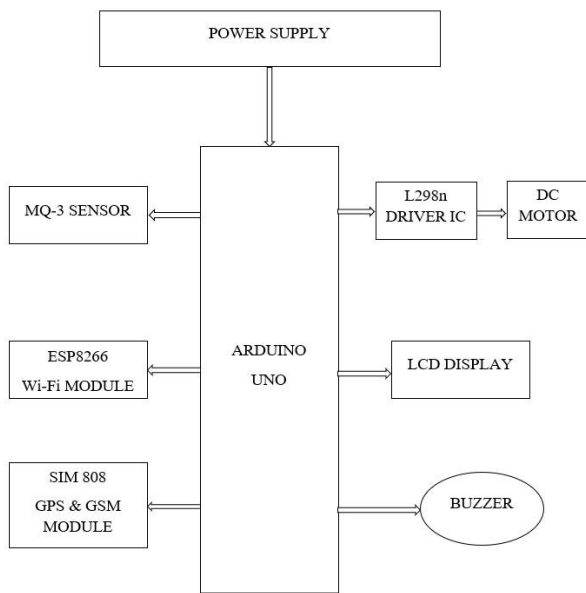 POWER SUPPLY
MQ-3 SENSOR
L298n
DRIVER IC
DC
MOTOR
ESP8266
Wi-Fi MODULE
ARDUINO
UNO
LCD DISPLAY
SIM 808
GPS & GSM
MODULE
BUZZER